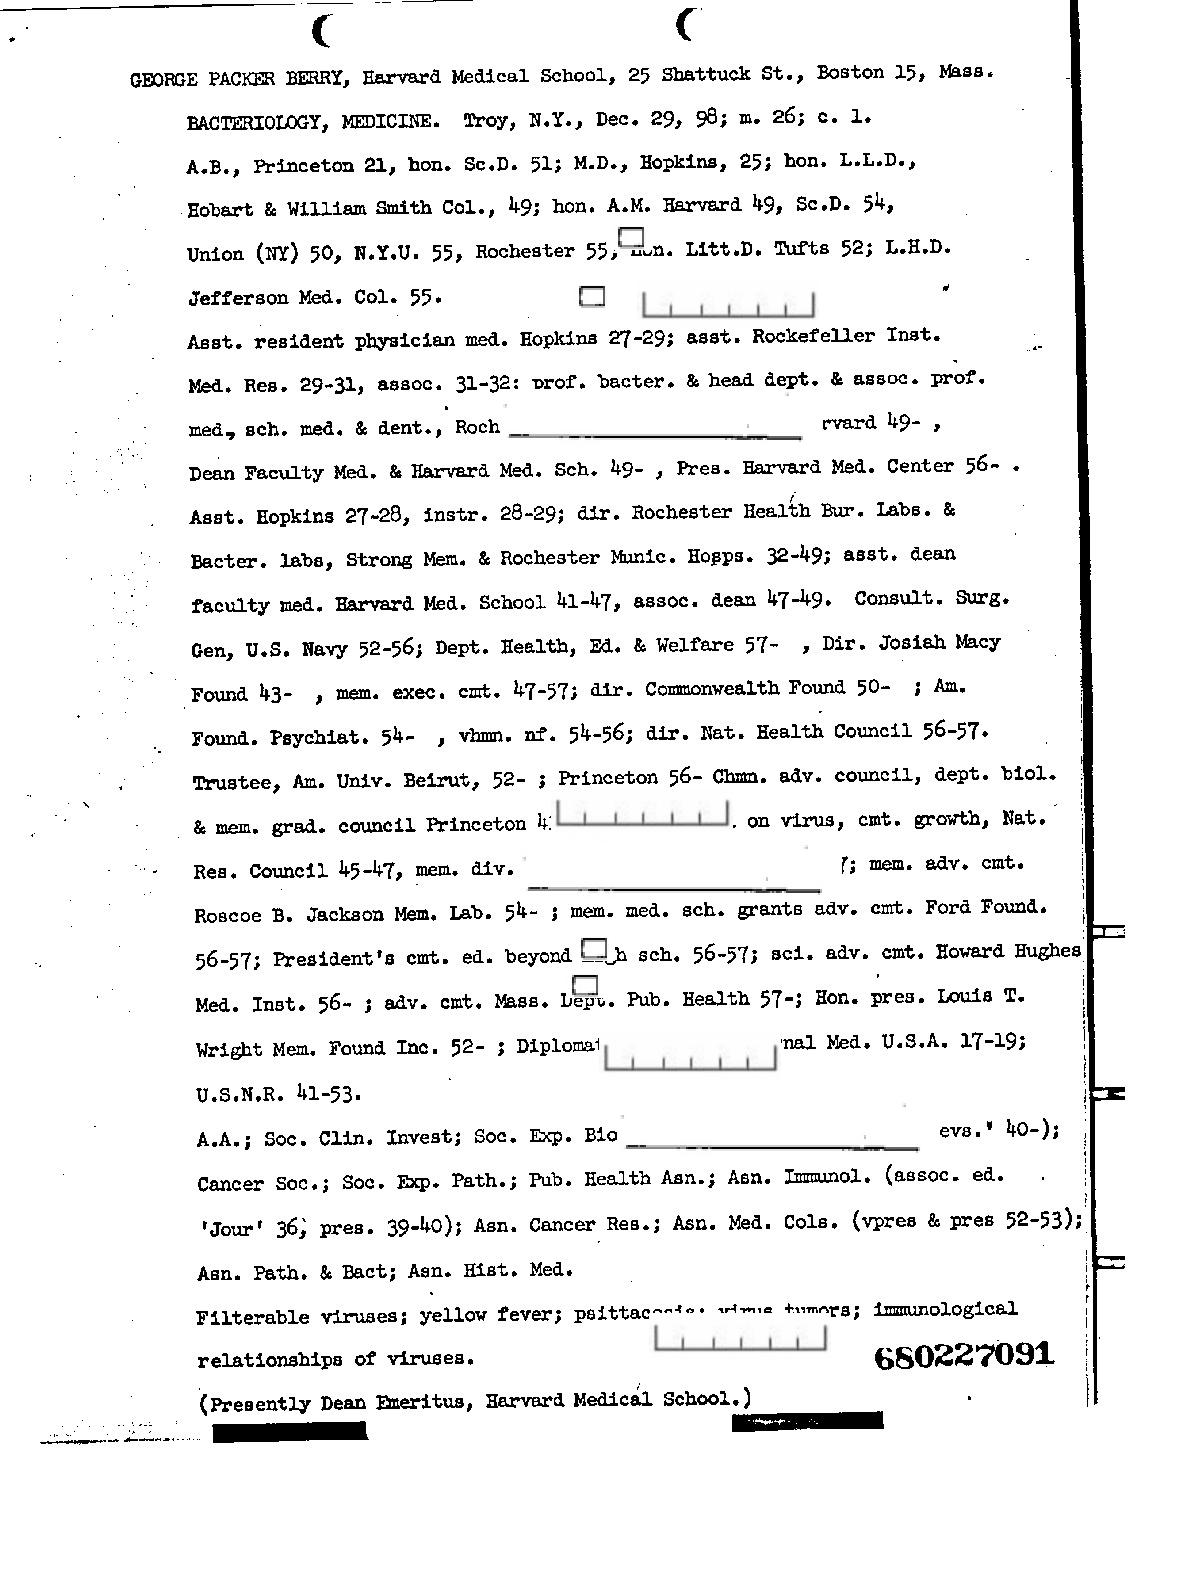 GEORGE PACKER BERRY, Harvard Medical School, 25 Shattuck St., Boston 15, Mass.
BACTERIOLOGY, MEDICINE. Troy, N.Y., Dec. 29, 98; m. 26; c. 1.
A.B., Princeton 21, hon. Sc.D. 51; M.D., Hopkins, 25; hon. L.L.D.,
Hobart & William Smith Col., 49; hon. A.M. Harvard 49, Sc.D. 54,
Union (NY) 50, N.Y.U. 55, Rochester 55, Litt.D. Tufts 52; L.H.D.
Jefferson Med. Col. 55.
Asst. resident physician med. Hopkins 27-29; asst. Rockefeller Inst.
Med. Res. 29-31, assoc. 31-32: prof. bacter. & head dept. & assoc. prof.
med., sch. med. & dent., Roch rvard 49- ,
Dean Faculty Med. & Harvard Med. Sch. 49- , Pres. Harvard Med. Center 56- .
Asst. Hopkins 27-28, instr. 28-29; dir. Rochester Health Bur. Labs. &
Bacter. labs, Strong Mem. & Rochester Munic. Hosps. 32-49; asst. dean
faculty med. Harvard Med. School 41-47, assoc. dean 47-49. Consult. Surg.
Gen, U.S. Navy 52-56; Dept. Health, Ed. & Welfare 57- , Dir. Josiah Macy
Found 43- , mem. exec. cmt. 47-57; dir. Commonwealth Found 50- ; Am.
Found. Psychiat. 54- , vhmn. nf. 54-56; dir. Nat. Health Council 56-57.
Trustee, Am. Univ. Beirut, 52- ; Princeton 56- Chmn. adv. council, dept. biol.
& mem. grad. council Princeton on virus, cmt. growth, Nat.
Res. Council 45-47, mem. div. ; mem. adv. cmt.
Roscoe B. Jackson Mem. Lab. 54- ; mem. med. sch. grants adv. cmt. Ford Found.
56-57; President's cmt. ed. beyond sch. 56-57; sci. adv. cmt. Howard Hughes
Med. Inst. 56- ; adv. cmt. Mass. Dept. Pub. Health 57-; Hon. pres. Louis T.
Wright Mem. Found Inc. 52- ; Diplomat nal Med. U.S.A. 17-19;
U.S.N.R. 41-53.
A.A.; Soc. Clin. Invest; Soc. Exp. Bio evs.' 40-);
Cancer Soc.; Soc. Exp. Path.; Pub. Health Asn.; Asn. Immunol. (assoc. ed.
'Jour' 36, pres. 39-40); Asn. Cancer Res.; Asn. Med. Cols. (vpres & pres 52-53);
Asn. Path. & Bact; Asn. Hist. Med.
Filterable viruses; yellow fever; psittacosis; virus tumors; immunological
relationships of viruses.
680227091
(Presently Dean Emeritus, Harvard Medical School.)